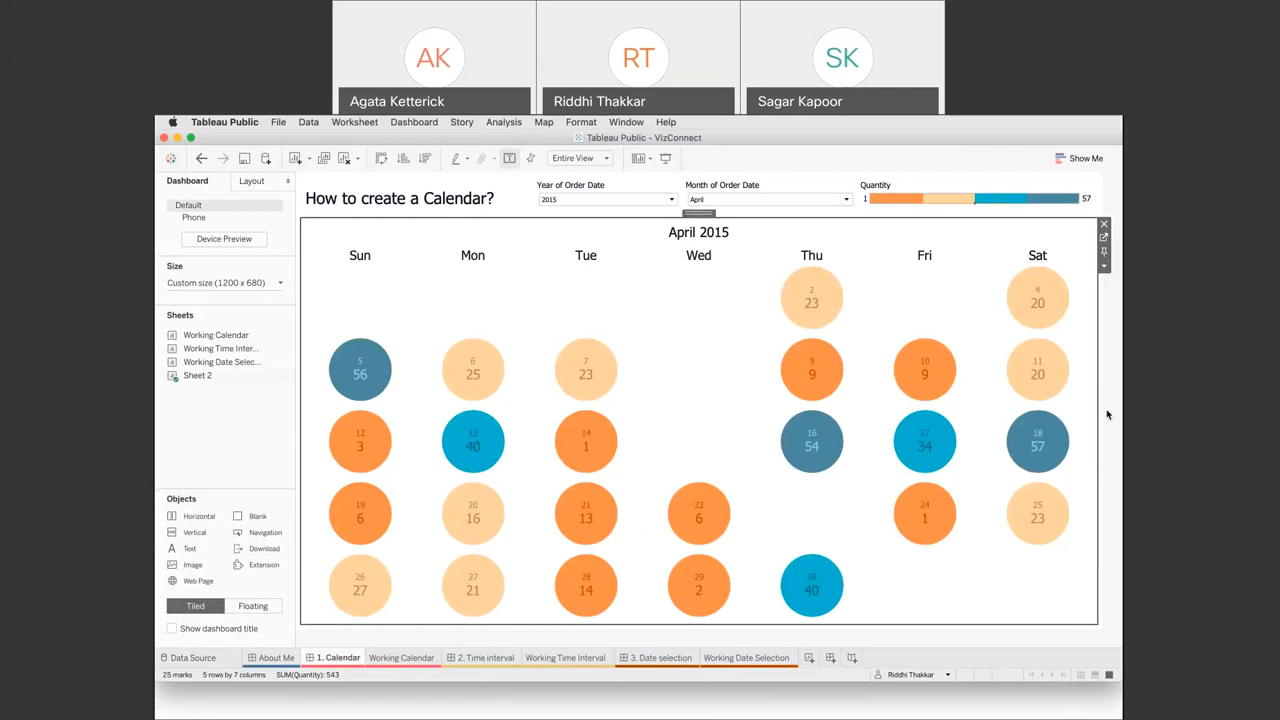 AK
RT
SK
Agata Ketterick
Riddhi Thakkar
Sagar Kapoor
Tableau Public File Data Worksheet Dashboard Story Analysis Map Format Window Help
Tableau Public - VizConnect
Entire View
Show Me
Dashboard Layout
Default
Phone
Device Preview
Size
Custom size (1200 x 680)
Sheets
Working Calendar
Working Time Inter...
Working Date Selec...
Sheet 2
Objects
Horizontal Blank
Vertical Navigation
Text Download
Image Extension
Web Page
Tiled Floating
Show dashboard title
How to create a Calendar?
Year of Order Date
2015
Month of Order Date
April
Quantity
1 57
April 2015
Sun Mon Tue Wed Thu Fri Sat
2 4
23 20
5 6 7 9 10 11
56 25 23 9 9 20
12 13 14 16 17 18
3 40 1 54 34 57
19 20 21 22 24 25
6 16 13 6 1 23
26 27 28 29 30
27 21 14 2 40
Data Source About Me 1. Calendar Working Calendar 2. Time interval Working Time Interval 3. Date selection Working Date Selection
25 marks 5 rows by 7 columns SUM(Quantity): 543 Riddhi Thakkar